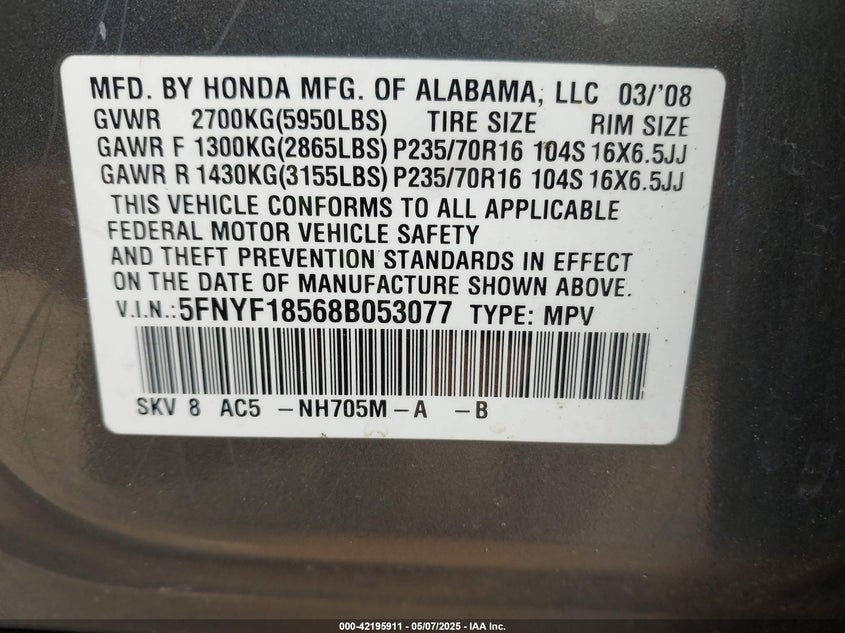 MFD. BY HONDA MFG. OF ALABAMA, LLC 03/'08
GVWR 2700KG(5950LBS) TIRE SIZE RIM SIZE
GAWR F 1300KG(2865LBS) P235/70R16 104S 16X6.5JJ
GAWR R 1430KG(3155LBS) P235/70R16 104S 16X6.5JJ
THIS VEHICLE CONFORMS TO ALL APPLICABLE
FEDERAL MOTOR VEHICLE SAFETY
AND THEFT PREVENTION STANDARDS IN EFFECT
ON THE DATE OF MANUFACTURE SHOWN ABOVE.
V.I.N.: 5FNYF18568B053077 TYPE: MPV
SKV 8 AC5 -NH705M -A -B
000-42195911 - 05/07/2025 - IAA Inc.